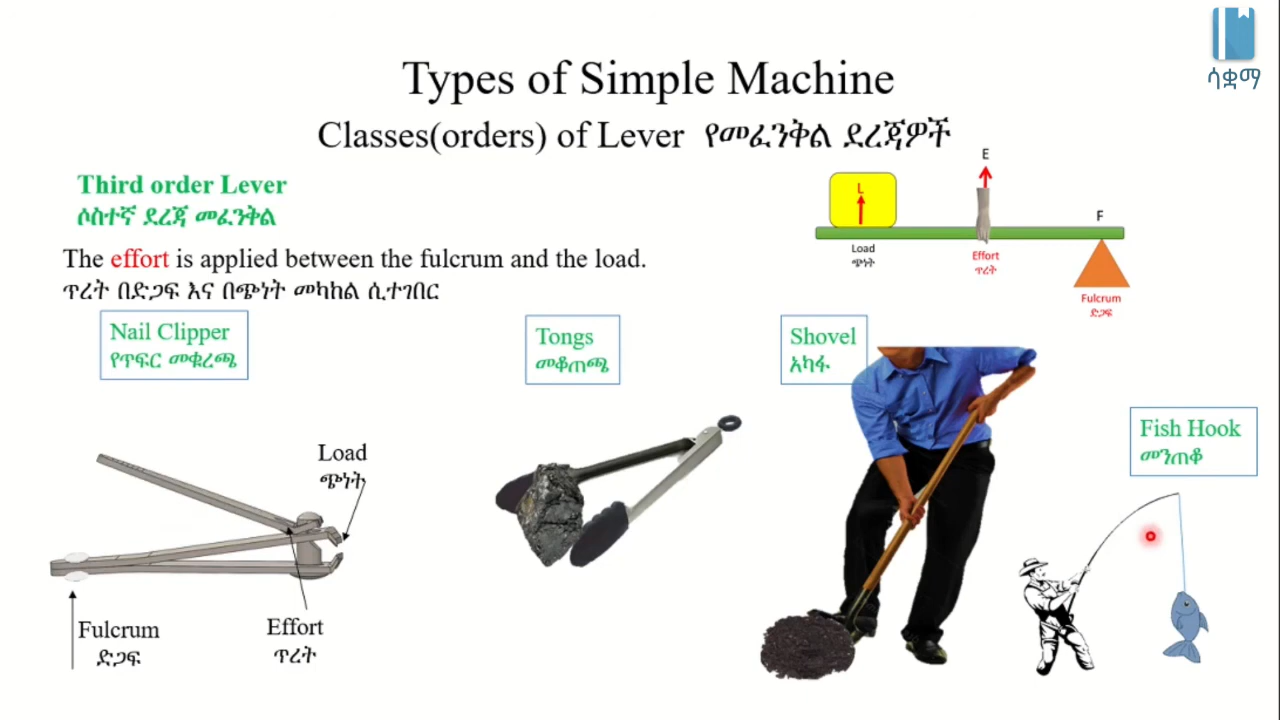 ሳቋማ
Types of Simple Machine
Classes(orders) of Lever የመፈንቅል ደረጃዎች
Third order Lever
ሶስተኛ ደረጃ መፈንቅል
The effort is applied between the fulcrum and the load.
ጥረት በድጋፍ እና በጭነት መካከል ሲተገበር
E
L
F
Load
ጭነት
Effort
ጥረት
Fulcrum
ድጋፍ
Nail Clipper
የጥፍር መቁረጫ
Tongs
መቆጠጫ
Shovel
አካፋ
Fish Hook
መንጠቆ
Load
ጭነት
Fulcrum
ድጋፍ
Effort
ጥረት